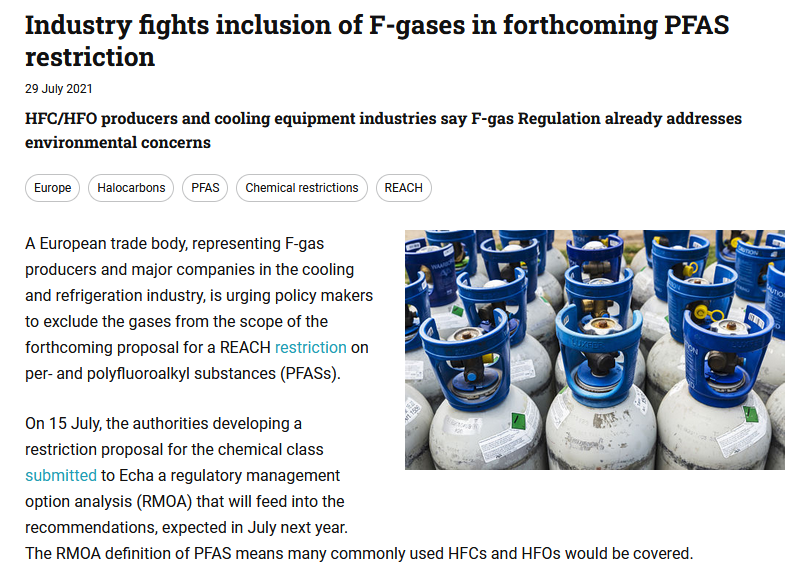 Industry fights inclusion of F-gases in forthcoming PFAS
restriction
29 July 2021
HFC/HFO producers and cooling equipment industries say F-gas Regulation already addresses
environmental concerns
Europe
Halocarbons
PFAS
Chemical restrictions
REACH
A European trade body, representing F-gas
producers and major companies in the cooling
and refrigeration industry, is urging policy makers
to exclude the gases from the scope of the
forthcoming proposal for a REACH restriction on
per- and polyfluoroalkyl substances (PFASs).
On 15 July, the authorities developing a
restriction proposal for the chemical class
submitted to Echa a regulatory management
option analysis (RMOA) that will feed into the
recommendations, expected in July next year.
The RMOA definition of PFAS means many commonly used HFCs and HFOs would be covered.